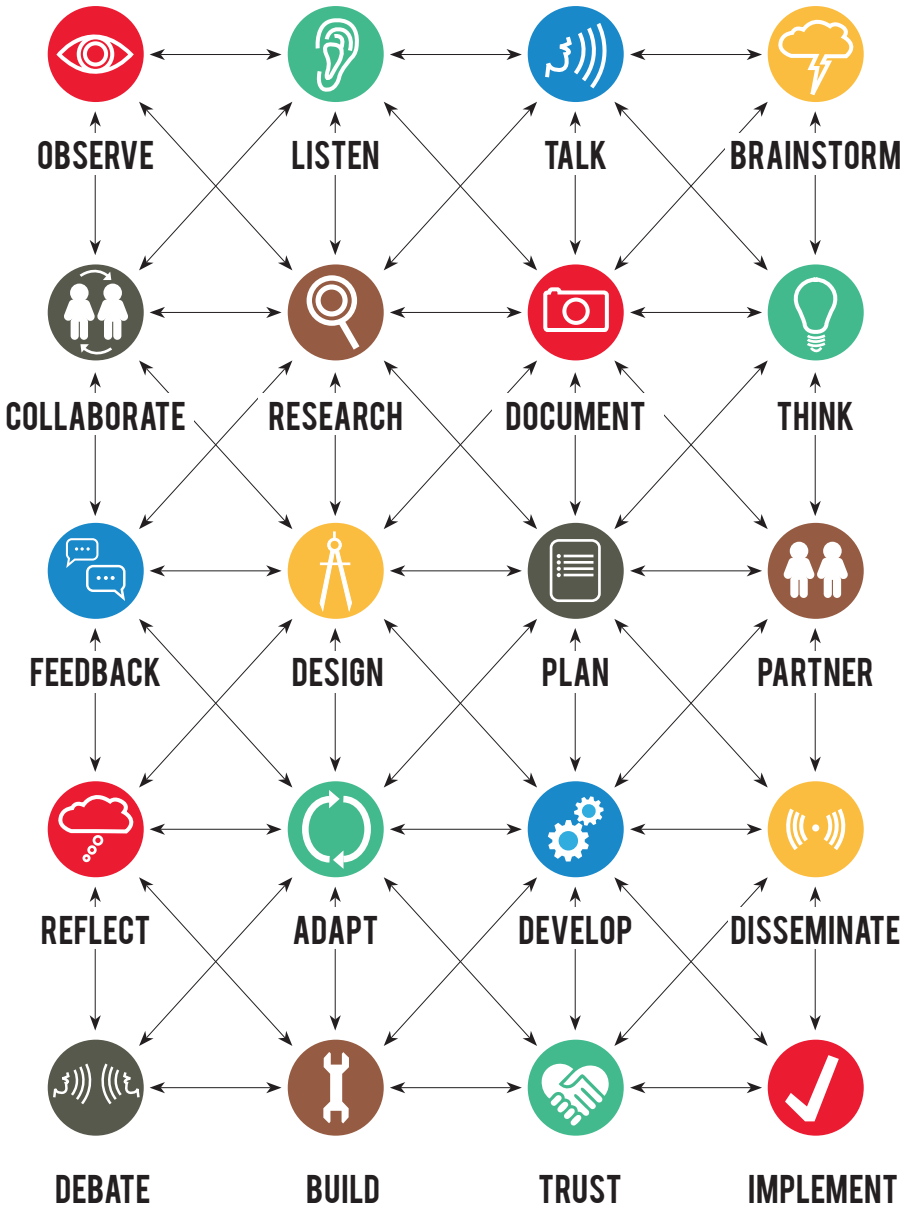 OBSERVE LISTEN TALK BRAINSTORM
COLLABORATE RESEARCH DOCUMENT THINK
FEEDBACK DESIGN PLAN PARTNER
REFLECT ADAPT DEVELOP DISSEMINATE
DEBATE BUILD TRUST IMPLEMENT